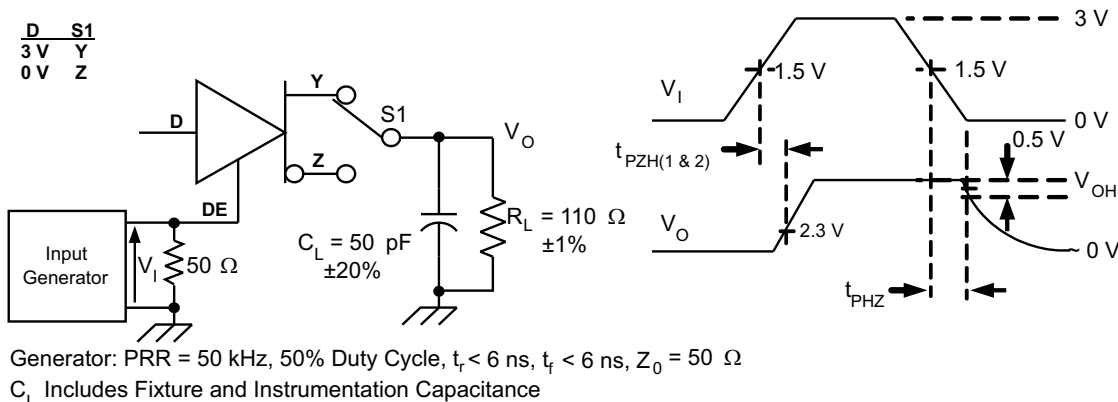 D S1
3 V Y
0 V Z
D
Y
S1
Z
DE
V_O
Input
Generator
V_I
50 Ω
C_L = 50 pF
±20%
R_L = 110 Ω
±1%
3 V
1.5 V
1.5 V
V_I
0 V
0.5 V
t_PZH(1 & 2)
V_OH
V_O
2.3 V
~ 0 V
t_PHZ
Generator: PRR = 50 kHz, 50% Duty Cycle, t_r < 6 ns, t_f < 6 ns, Z_0 = 50 Ω
C_L Includes Fixture and Instrumentation Capacitance